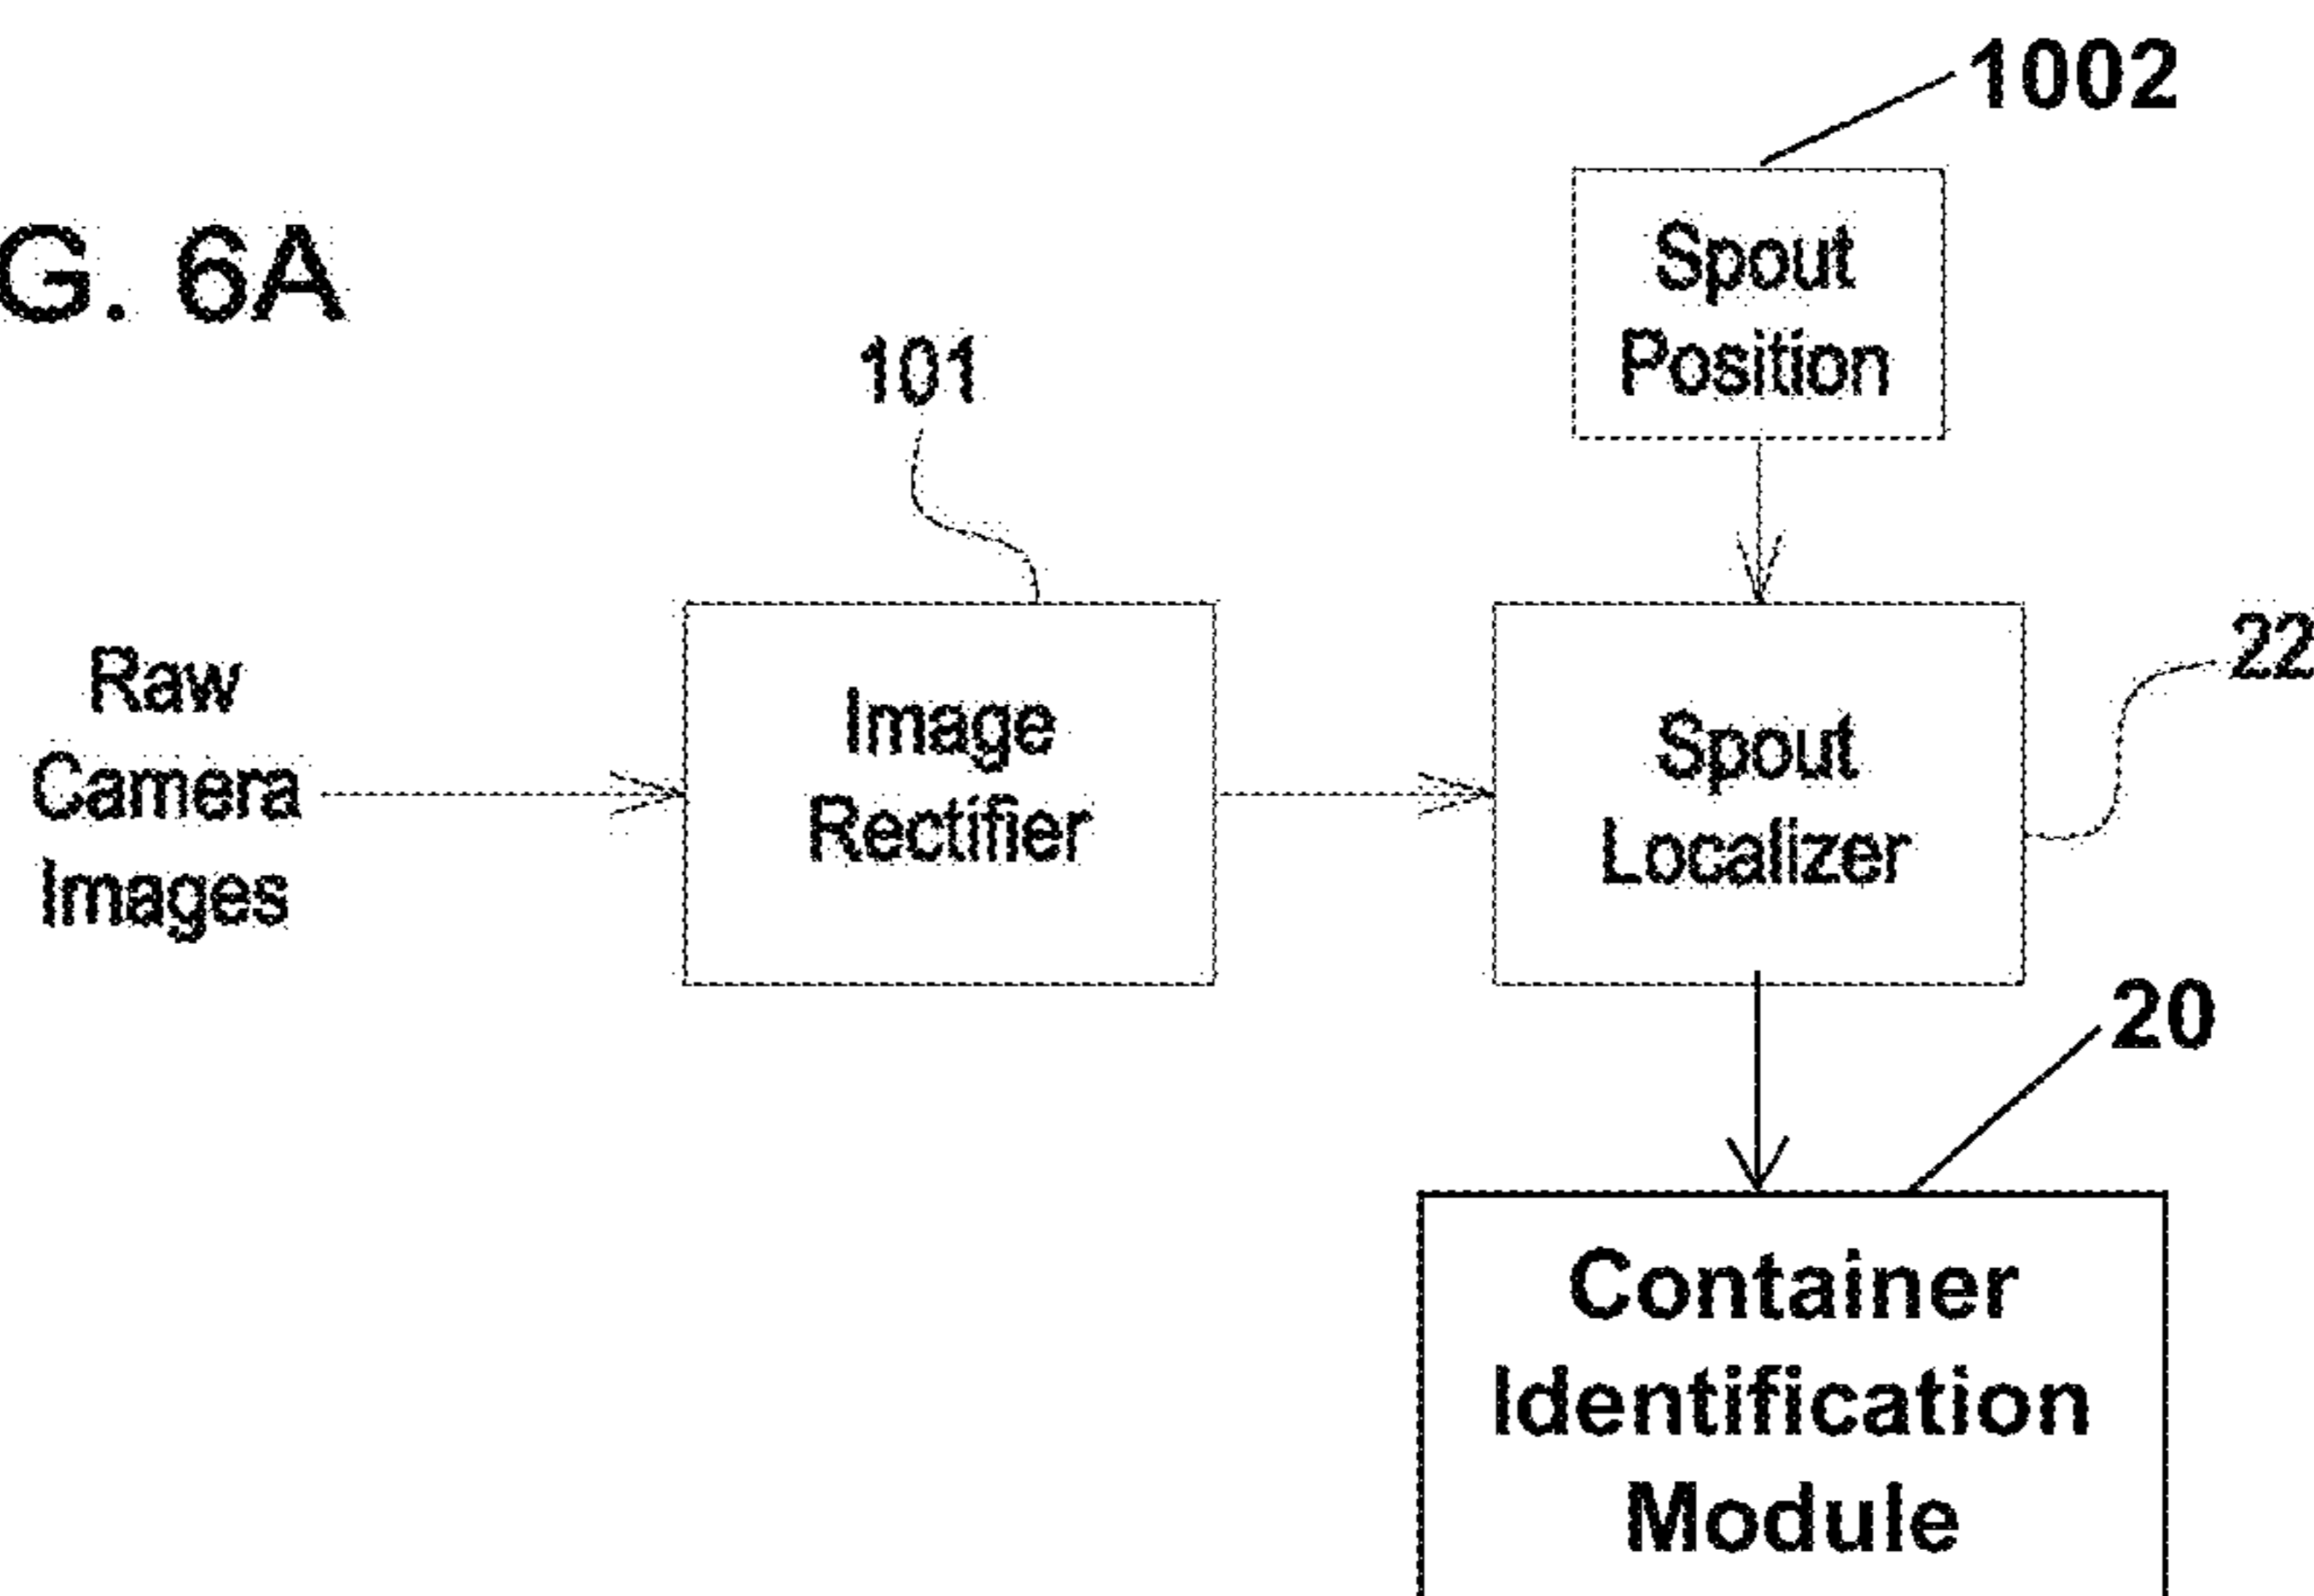 1002
G. 6A
Spout
Position
101
22
Raw
Camera
Images
Image
Rectifier
Spout
Localizer
20
Container
Identification
Module